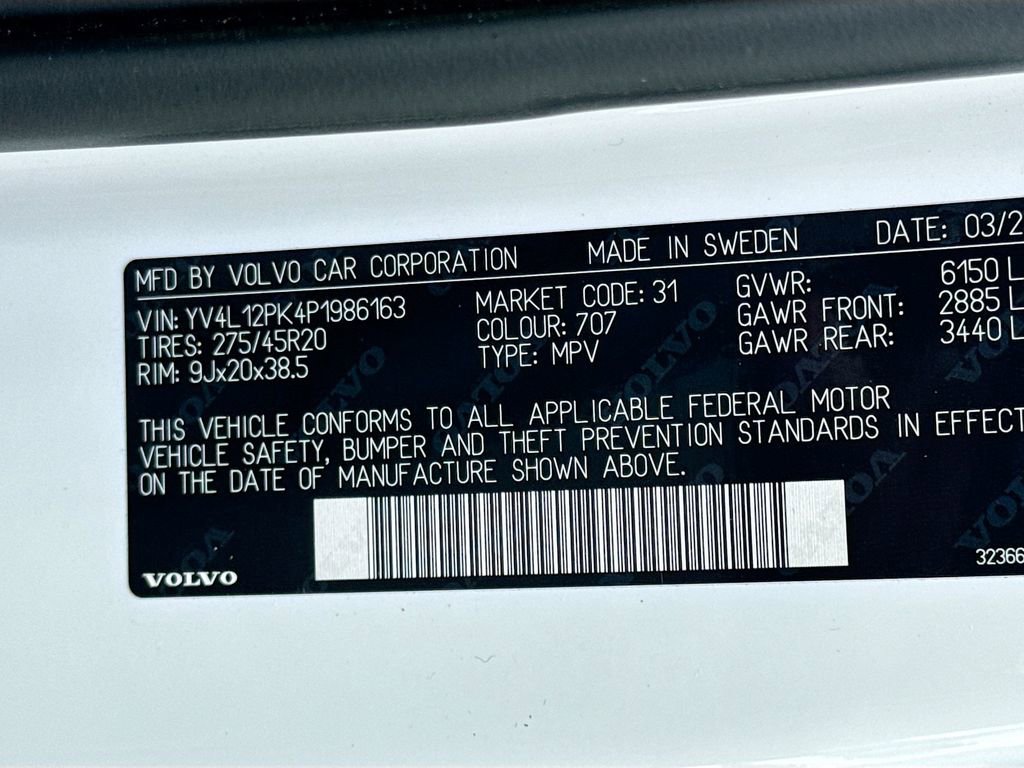 MFD BY VOLVO CAR CORPORATION MADE IN SWEDEN DATE: 03/2
VIN: YV4L12PK4P1986163 MARKET CODE: 31 GVWR: 6150 L
TIRES: 275/45R20 COLOUR: 707 GAWR FRONT: 2885 L
RIM: 9Jx20x38.5 TYPE: MPV GAWR REAR: 3440 L
THIS VEHICLE CONFORMS TO ALL APPLICABLE FEDERAL MOTOR
VEHICLE SAFETY, BUMPER AND THEFT PREVENTION STANDARDS IN EFFECT
ON THE DATE OF MANUFACTURE SHOWN ABOVE.
VOLVO
32366